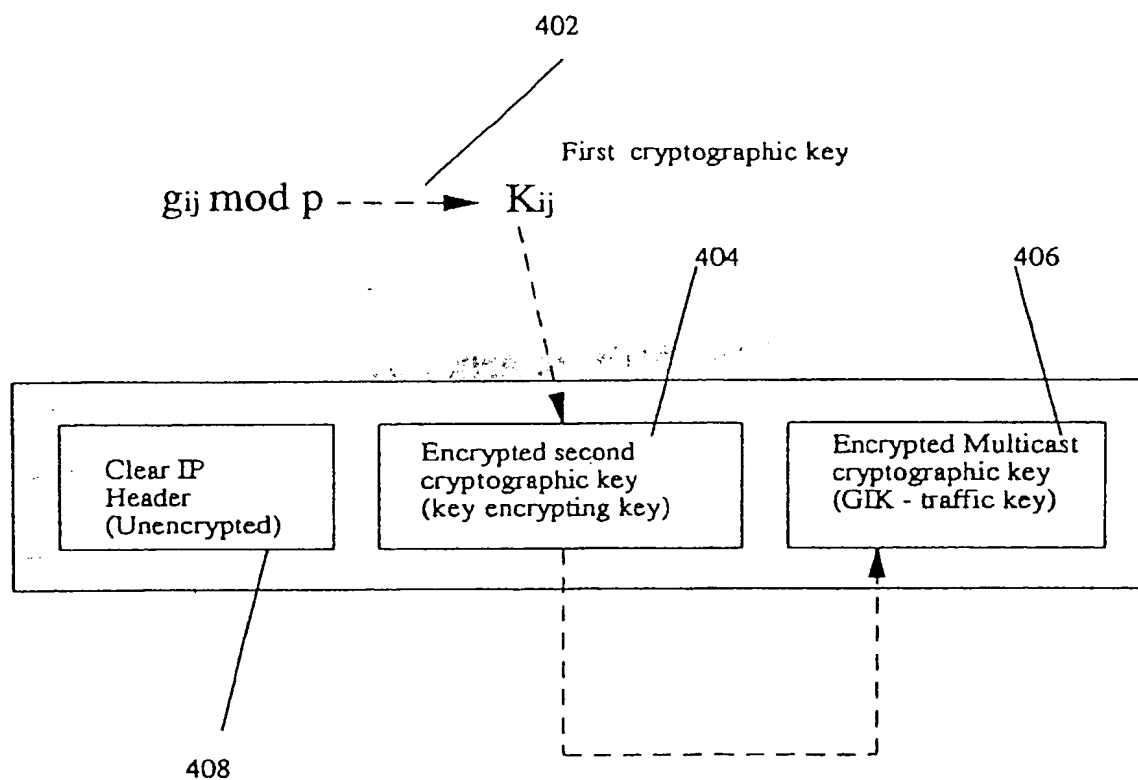 402
First cryptographic key
gij mod p
Kij
404
406
Clear IP
Header
(Unencrypted)
Encrypted second
cryptographic key
(key encrypting key)
Encrypted Multicast
cryptographic key
(GIK - traffic key)
408